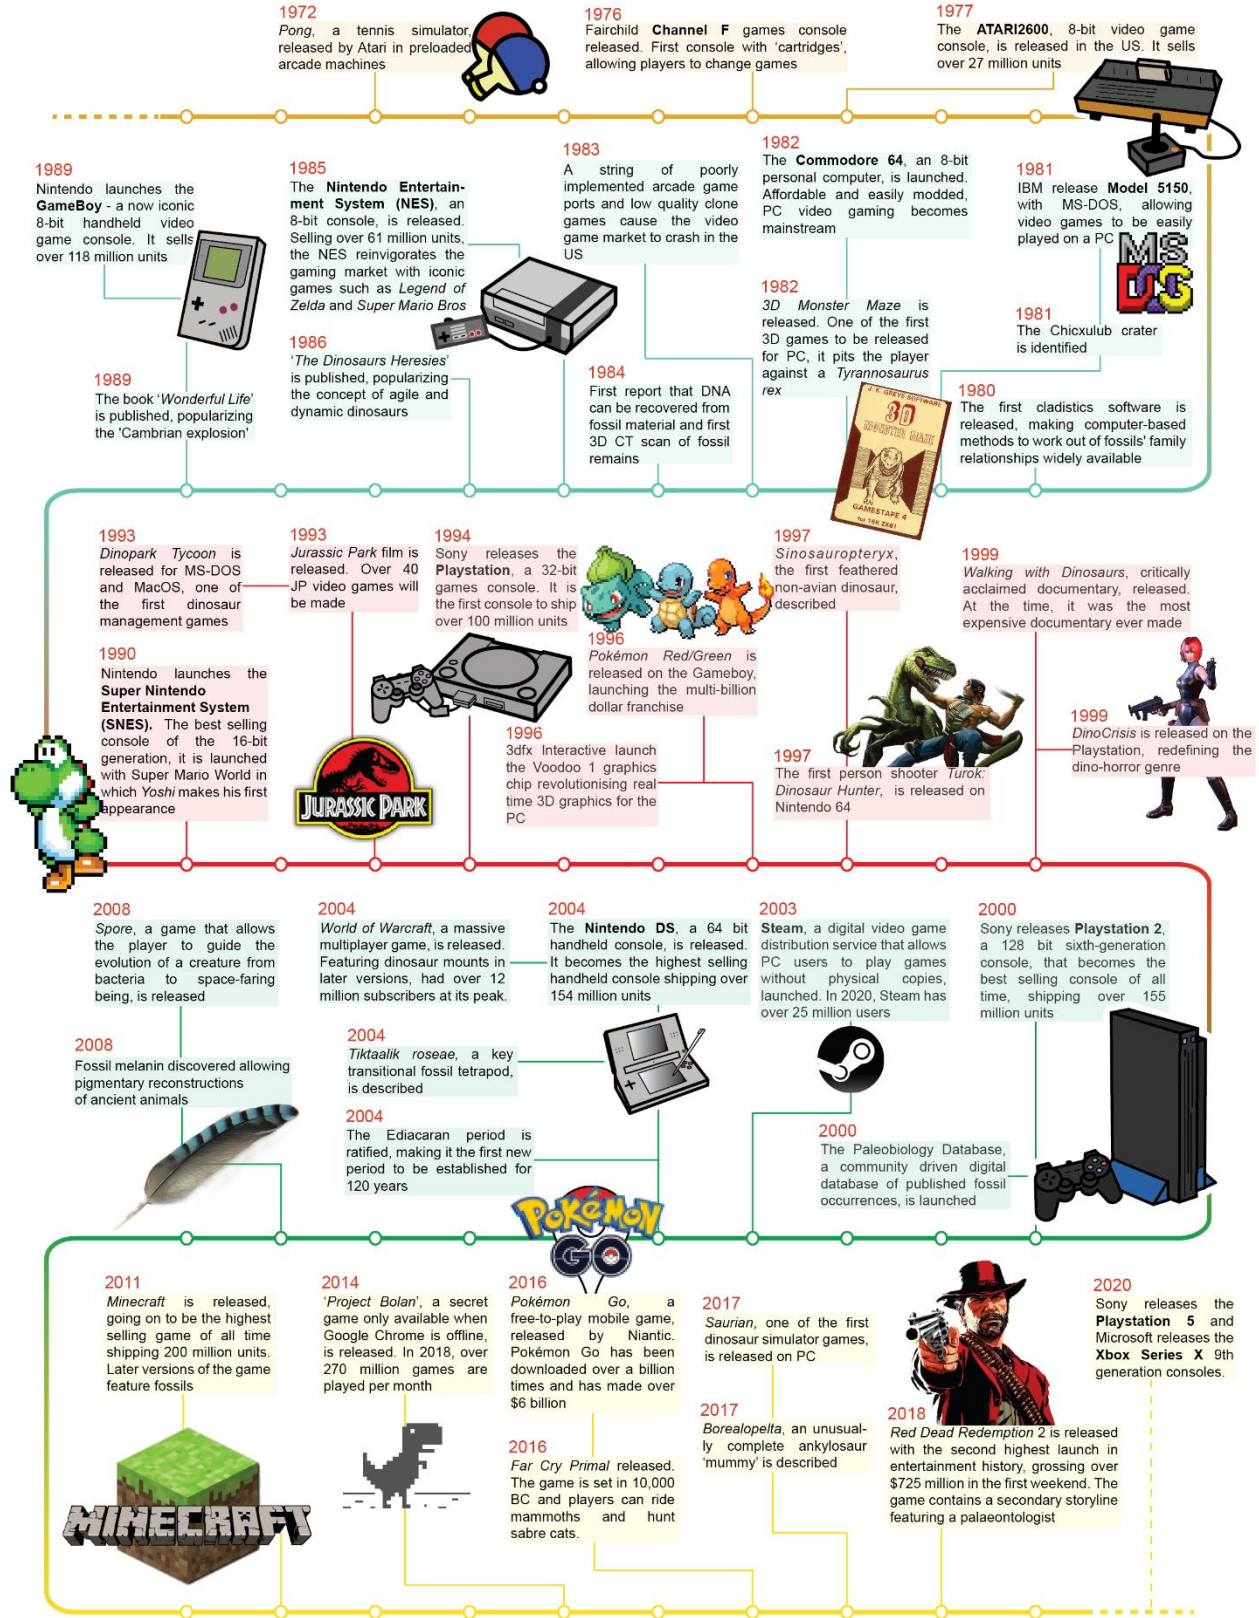 1972
Pong, a tennis simulator,
released by Atari in preloaded
arcade machines
1976
Fairchild Channel F games console
released. First console with 'cartridges',
allowing players to change games
1977
The ATARI2600, 8-bit video game
console, is released in the US. It sells
over 27 million units
1989
Nintendo launches the
GameBoy - a now iconic
8-bit handheld video
game console. It sells
over 118 million units
1985
The Nintendo Entertain-
ment System (NES), an
8-bit console, is released.
Selling over 61 million units,
the NES reinvigorates the
gaming market with iconic
games such as Legend of
Zelda and Super Mario Bros
1983
A string of poorly
implemented arcade game
ports and low quality clone
games cause the video
game market to crash in the
US
1982
The Commodore 64, an 8-bit
personal computer, is launched.
Affordable and easily modded,
PC video gaming becomes
mainstream
1981
IBM release Model 5150,
with MS-DOS, allowing
video games to be easily
played on a PC
MS
DOS
1989
The book 'Wonderful Life'
is published, popularizing
the 'Cambrian explosion'
1986
'The Dinosaurs Heresies'
is published, popularizing
the concept of agile and
dynamic dinosaurs
1984
First report that DNA
can be recovered from
fossil material and first
3D CT scan of fossil
remains
1982
3D Monster Maze is
released. One of the first
3D games to be released
for PC, it pits the player
against a Tyrannosaurus
rex
J. K. GREYE SOFTWARE
3D
MONSTER MAZE
GAMESTAPE 4
for 16K ZX81
1981
The Chicxulub crater
is identified
1980
The first cladistics software is
released, making computer-based
methods to work out of fossils' family
relationships widely available
1993
Dinopark Tycoon is
released for MS-DOS
and MacOS, one of
the first dinosaur
management games
1993
Jurassic Park film is
released. Over 40
JP video games will
be made
1994
Sony releases the
Playstation, a 32-bit
games console. It is
the first console to ship
over 100 million units
1997
Sinosauropteryx,
the first feathered
non-avian dinosaur,
described
1999
Walking with Dinosaurs, critically
acclaimed documentary, released.
At the time, it was the most
expensive documentary ever made
1990
Nintendo launches the
Super Nintendo
Entertainment System
(SNES). The best selling
console of the 16-bit
generation, it is launched
with Super Mario World in
which Yoshi makes his first
appearance
JURASSIC PARK
1996
Pokémon Red/Green is
released on the Gameboy,
launching the multi-billion
dollar franchise
1996
3dfx Interactive launch
the Voodoo 1 graphics
chip revolutionising real
time 3D graphics for the
PC
1997
The first person shooter Turok:
Dinosaur Hunter, is released on
Nintendo 64
1999
DinoCrisis is released on the
Playstation, redefining the
dino-horror genre
2008
Spore, a game that allows
the player to guide the
evolution of a creature from
bacteria to space-faring
being, is released
2004
World of Warcraft, a massive
multiplayer game, is released.
Featuring dinosaur mounts in
later versions, had over 12
million subscribers at its peak.
2004
The Nintendo DS, a 64 bit
handheld console, is released.
It becomes the highest selling
handheld console shipping over
154 million units
2003
Steam, a digital video game
distribution service that allows
PC users to play games
without physical copies,
launched. In 2020, Steam has
over 25 million users
2000
Sony releases Playstation 2,
a 128 bit sixth-generation
console, that becomes the
best selling console of all
time, shipping over 155
million units
2008
Fossil melanin discovered allowing
pigmentary reconstructions
of ancient animals
2004
Tiktaalik roseae, a key
transitional fossil tetrapod,
is described
2004
The Ediacaran period is
ratified, making it the first new
period to be established for
120 years
2000
The Paleobiology Database,
a community driven digital
database of published fossil
occurrences, is launched
POKéMON
GO
2011
Minecraft is released,
going on to be the highest
selling game of all time
shipping 200 million units.
Later versions of the game
feature fossils
MINECRAFT
2014
'Project Bolan', a secret
game only available when
Google Chrome is offline,
is released. In 2018, over
270 million games are
played per month
2016
Pokémon Go, a
free-to-play mobile game,
released by Niantic.
Pokémon Go has been
downloaded over a billion
times and has made over
$6 billion
2016
Far Cry Primal released.
The game is set in 10,000
BC and players can ride
mammoths and hunt
sabre cats.
2017
Saurian, one of the first
dinosaur simulator games,
is released on PC
2017
Borealopelta, an unusual-
ly complete ankylosaur
'mummy' is described
2018
Red Dead Redemption 2 is released
with the second highest launch in
entertainment history, grossing over
$725 million in the first weekend. The
game contains a secondary storyline
featuring a palaeontologist
2020
Sony releases the
Playstation 5 and
Microsoft releases the
Xbox Series X 9th
generation consoles.